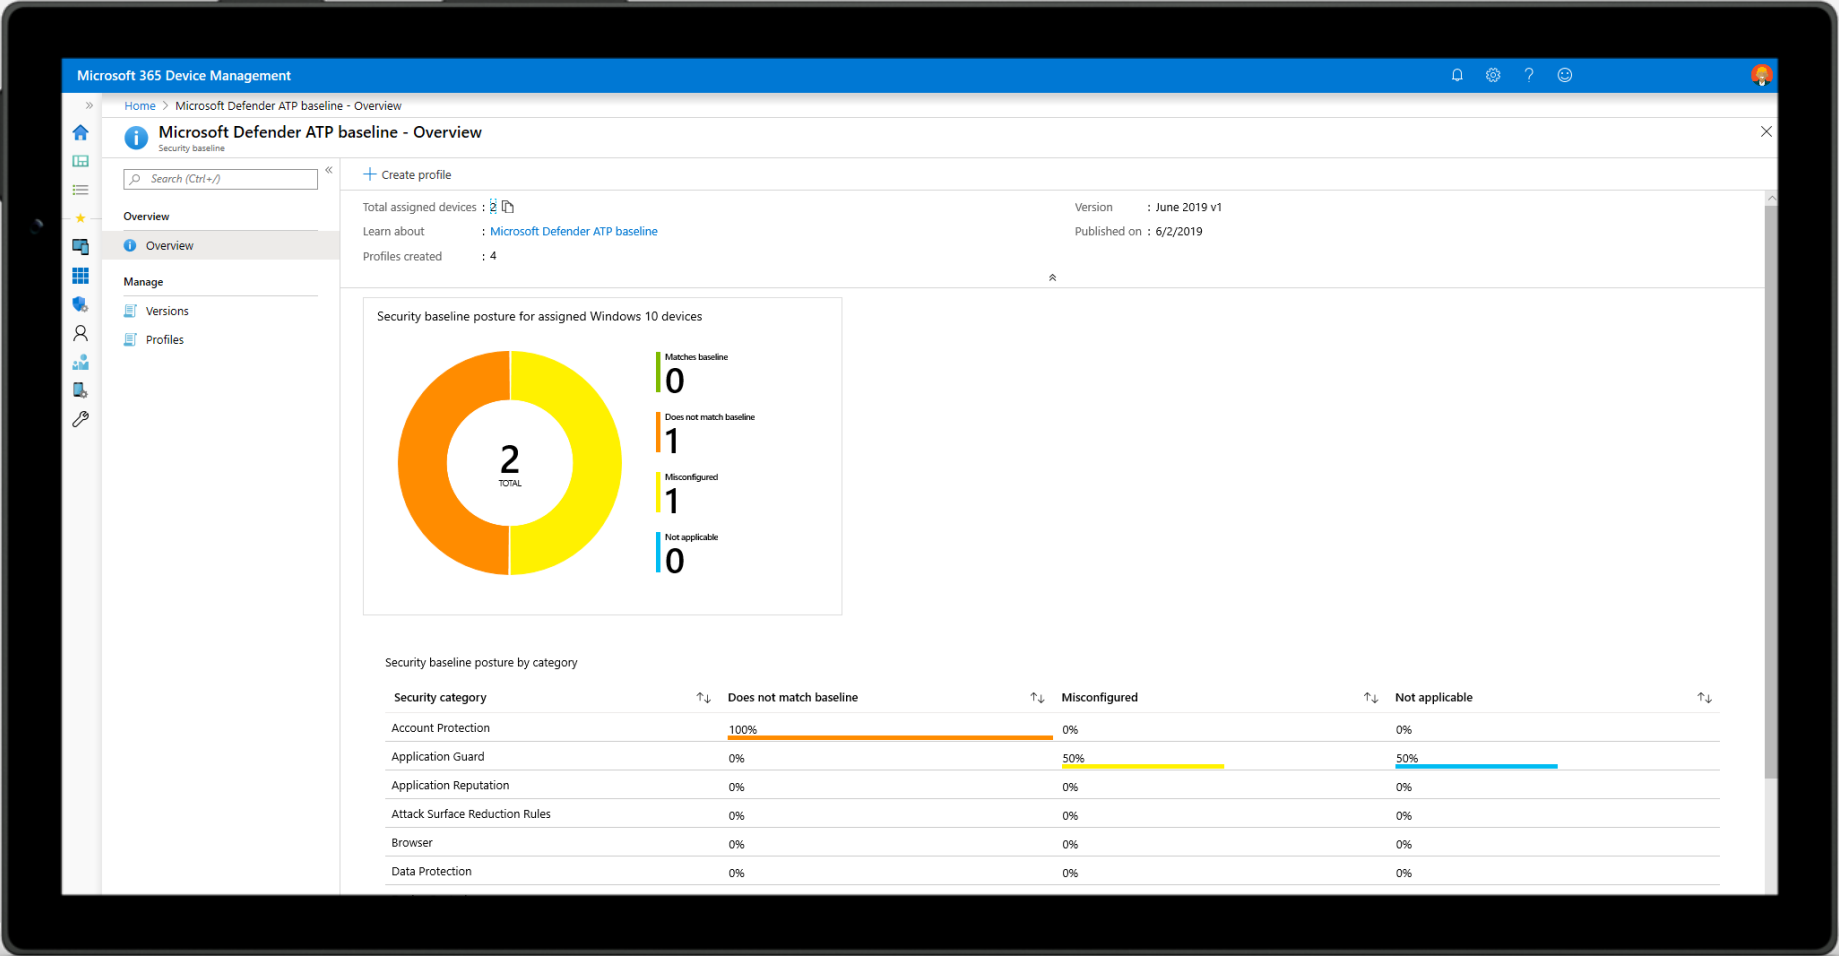 Microsoft 365 Device Management
Home > Microsoft Defender ATP baseline - Overview
Microsoft Defender ATP baseline - Overview
Security baseline
Search (Ctrl+/)
Create profile
Overview
Overview
Manage
Versions
Profiles
Total assigned devices : 2
Learn about : Microsoft Defender ATP baseline
Profiles created : 4
Version : June 2019 v1
Published on : 6/2/2019
Security baseline posture for assigned Windows 10 devices
2
TOTAL
Matches baseline
0
Does not match baseline
1
Misconfigured
1
Not applicable
0
Security baseline posture by category
Security category Does not match baseline Misconfigured Not applicable
Account Protection 100% 0% 0%
Application Guard 0% 50% 50%
Application Reputation 0% 0% 0%
Attack Surface Reduction Rules 0% 0% 0%
Browser 0% 0% 0%
Data Protection 0% 0% 0%